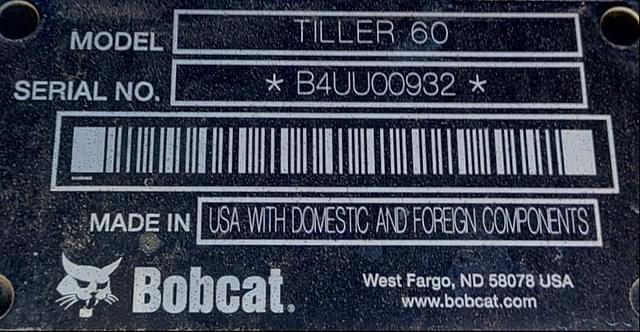 MODEL TILLER 60
SERIAL NO. * B4UU00932 *
MADE IN USA WITH DOMESTIC AND FOREIGN COMPONENTS
Bobcat.
West Fargo, ND 58078 USA
www.bobcat.com